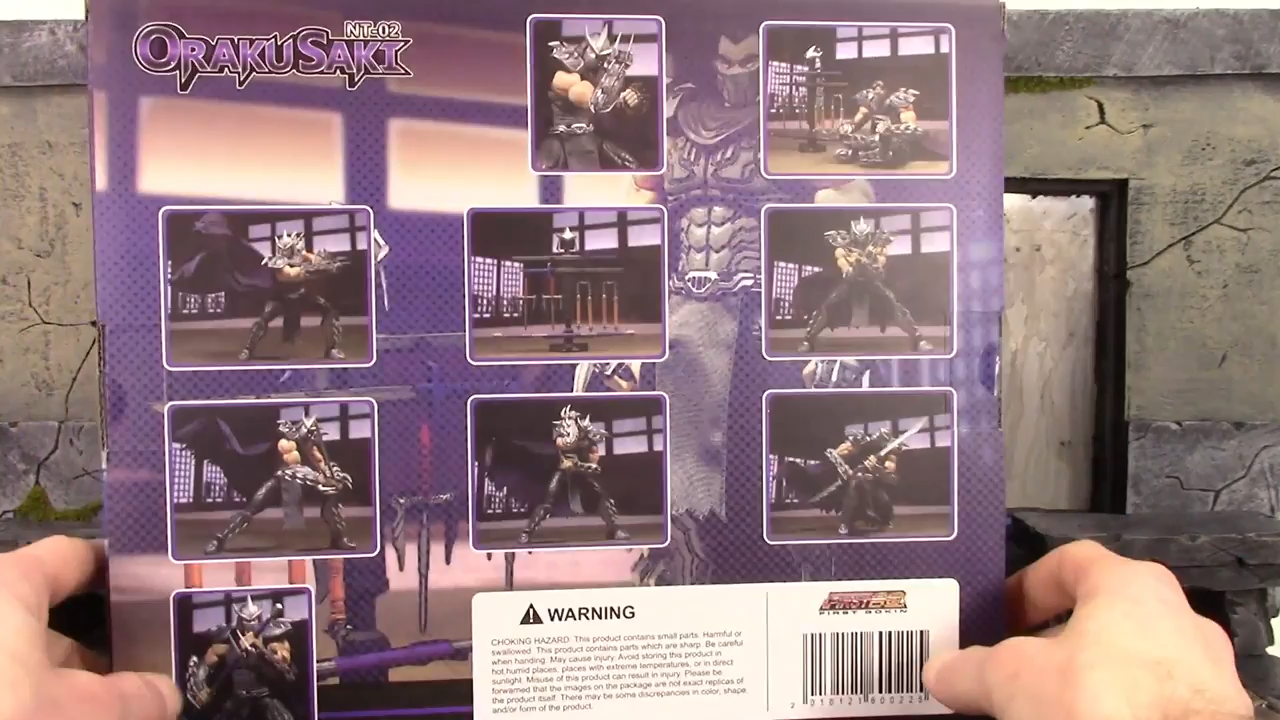 NT-02
ORAKUSAKI
WARNING
CHOKING HAZARD. This product contains small parts. Harmful or
swallowed. This product contains parts which are sharp. Be careful
when handing. May cause injury. Avoid storing this product in
hot,humid places, places with extreme temperatures, or in direct
sunlight. Misuse of this product can result in injury. Please be
forwarned that the images on the package are not exact replicas of
the product itself. There may be some discrepancies in color, shape
and/or form of the product.
FIRST GOKIN
2 010121 800228